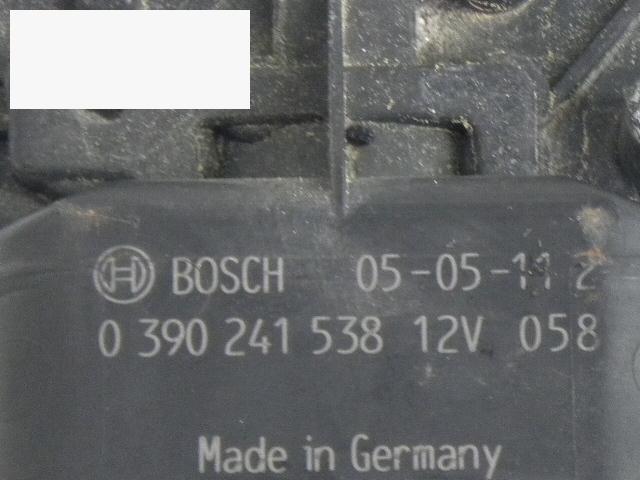 BOSCH 05-05-11 2
0 390 241 538 12V 058
Made in Germany